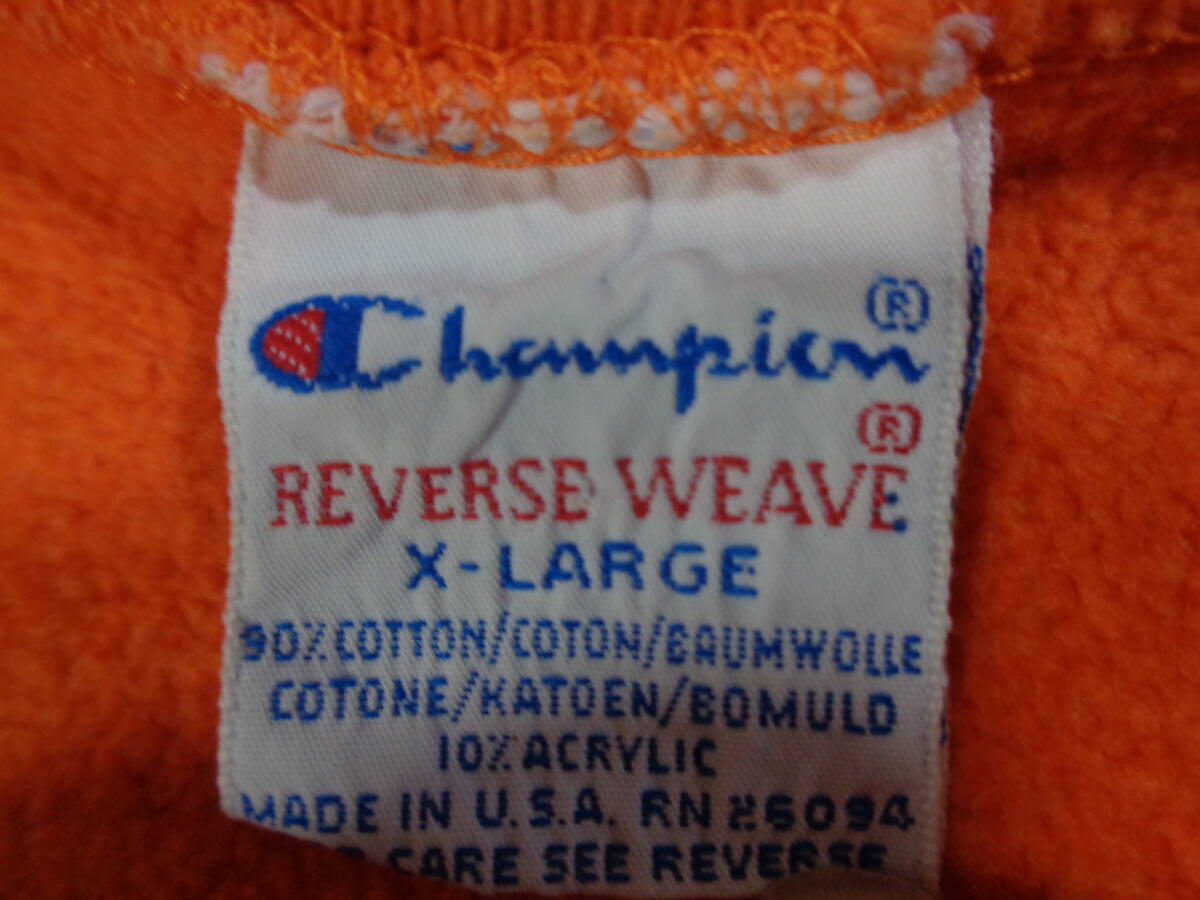 Champion®
®
REVERSE WEAVE
X-LARGE
90% COTTON/COTON/BAUMWOLLE
COTONE/KATOEN/BOMULD
10% ACRYLIC
MADE IN U.S.A. RN 26094
CARE SEE REVERSE